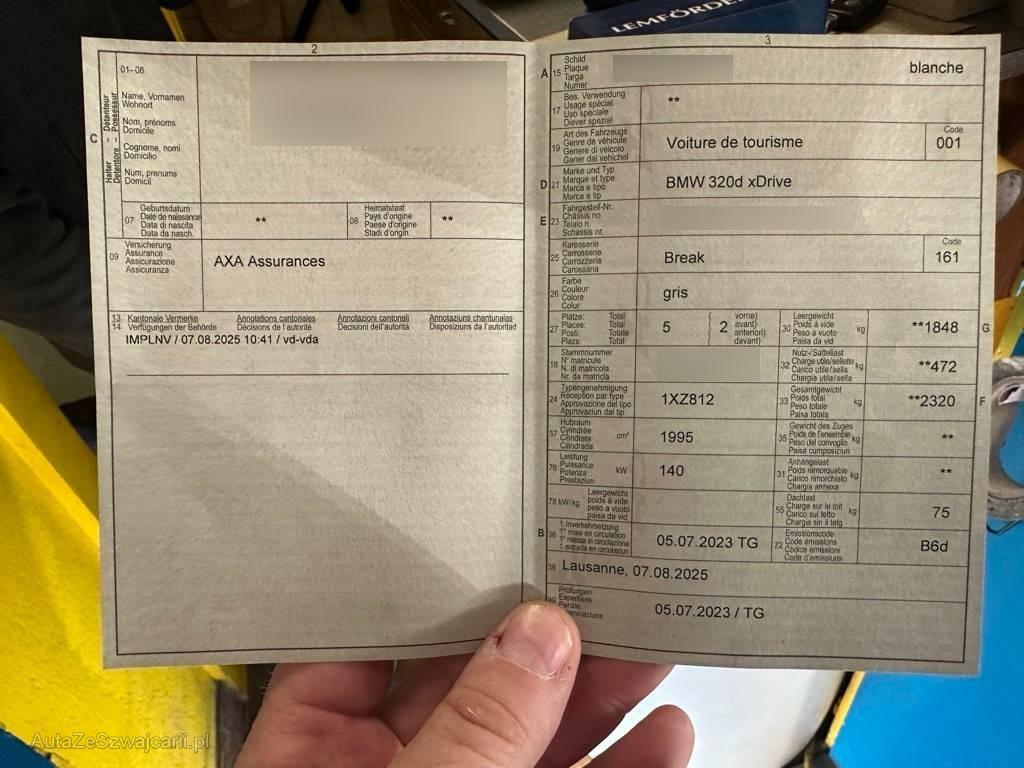 LEMFÖRDER
2
01–06
Halter Détenteur
Detentore Possessur
C
Name, Vornamen
Wohnort
Nom, prénoms
Domicile
Cognome, nomi
Domicilio
Num, prenums
Domicil
07
Geburtsdatum
Date de naissance
Data di nascita
Data da nasch.
**
08
Heimatstaat
Pays d'origine
Paese d'origine
Stadi d'origin
**
09
Versicherung
Assurance
Assicurazione
Assicuranza
AXA Assurances
13 Kantonale Vermerke Annotations cantonales Annotazioni cantonali Annotaziuns chantunalas
14 Verfügungen der Behörde Décisions de l'autorité Decisioni dell'autorità Disposiziuns da l'autoritad
IMPLNV / 07.08.2025 10:41 / vd-vda
3
A 15
Schild
Plaque
Targa
Numer
blanche
17
Bes. Verwendung
Usage spécial
Uso speciale
Diever spezial
**
19
Art des Fahrzeugs
Genre de véhicule
Genere di veicolo
Gener dal vehichel
Voiture de tourisme
Code
001
D 21
Marke und Typ
Marque et type
Marca e tipo
Marca e tip
BMW 320d xDrive
E 23
Fahrgestell-Nr.
Châssis no
Telaio n.
Schassis nr.
25
Karosserie
Carrosserie
Carrozzeria
Carossaria
Break
Code
161
26
Farbe
Couleur
Colore
Colur
gris
27
Plätze: Total
Places: Total
Posti: Totale
Plazs: Total
5
( 2
vorne)
avant)
anteriori)
davant)
30
Leergewicht
Poids à vide
Peso a vuoto
Paisa da vid
kg
**1848
G
18
Stammnummer
N° matricule
N. di matricola
Nr. da matricla
32
Nutz-/Sattellast
Charge utile/sellette
Carico utile/sella
Chargia utila/sella
kg
**472
24
Typengenehmigung
Réception par type
Approvazione del tipo
Approvaziun dal tip
1XZ812
33
Gesamtgewicht
Poids total
Peso totale
Paisa totala
kg
**2320
F
37
Hubraum
Cylindrée
Cilindrata
Cilindrada
cm³
1995
35
Gewicht des Zuges
Poids de l'ensemble
Peso del convoglio
Paisa cumposiziun
kg
**
76
Leistung
Puissance
Potenza
Prestaziun
kW
140
31
Anhängelast
Poids remorquable
Carico rimorchiato
Chargia annexa
kg
**
78 kW/kg
Leergewicht
poids à vide
peso a vuoto
paisa da vid
55
Dachlast
Charge sur le toit
Carico sul tetto
Chargia sin il tetg
kg
75
B 36
1. Inverkehrsetzung
1re mise en circulation
1a messa in circolazione
1. entrada en circulaziun
05.07.2023 TG
72
Emissionscode
Code émissions
Codice emissioni
Code d'emissiuns
B6d
38
Lausanne, 07.08.2025
39
Prüfungen
Expertises
Perizie
05.07.2023 / TG
AutaZeSzwajcarii.pl